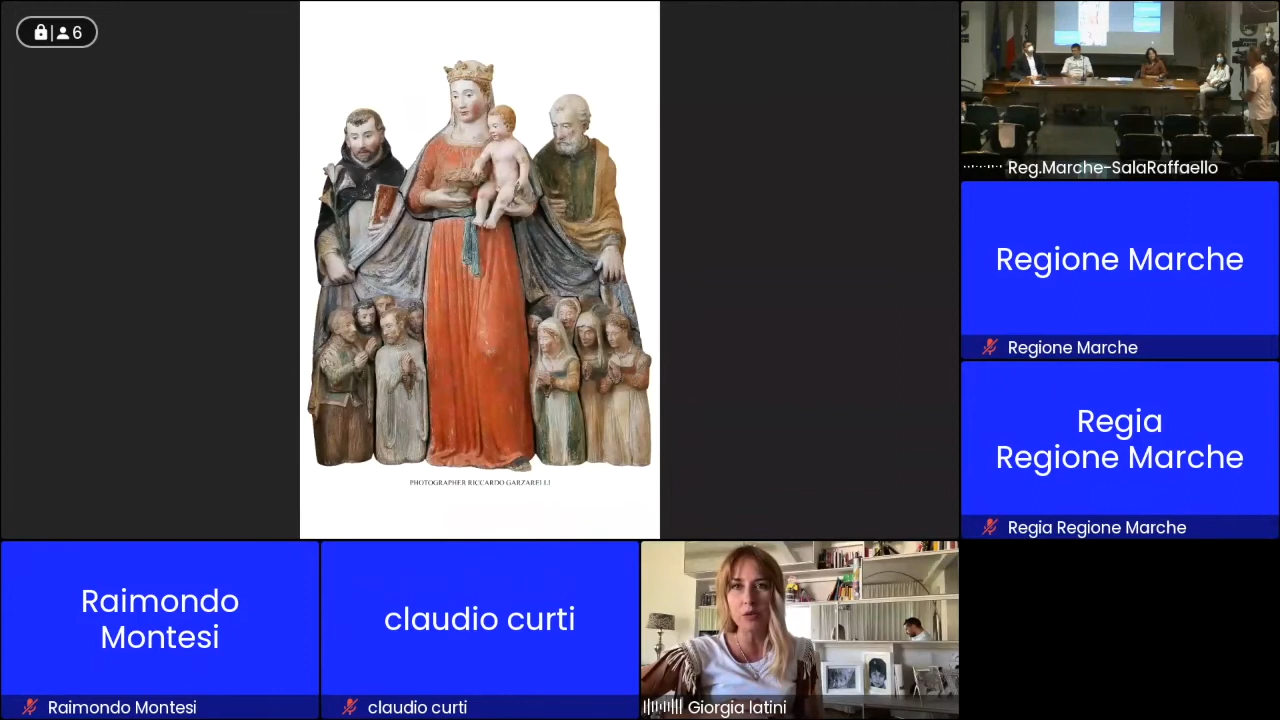 6
PHOTOGRAPHER RICCARDO GARZARELLI
Reg.Marche-SalaRaffaello
Regione Marche
Regione Marche
Regia
Regione Marche
Regia Regione Marche
Raimondo
Montesi
Raimondo Montesi
claudio curti
claudio curti
Giorgia latini